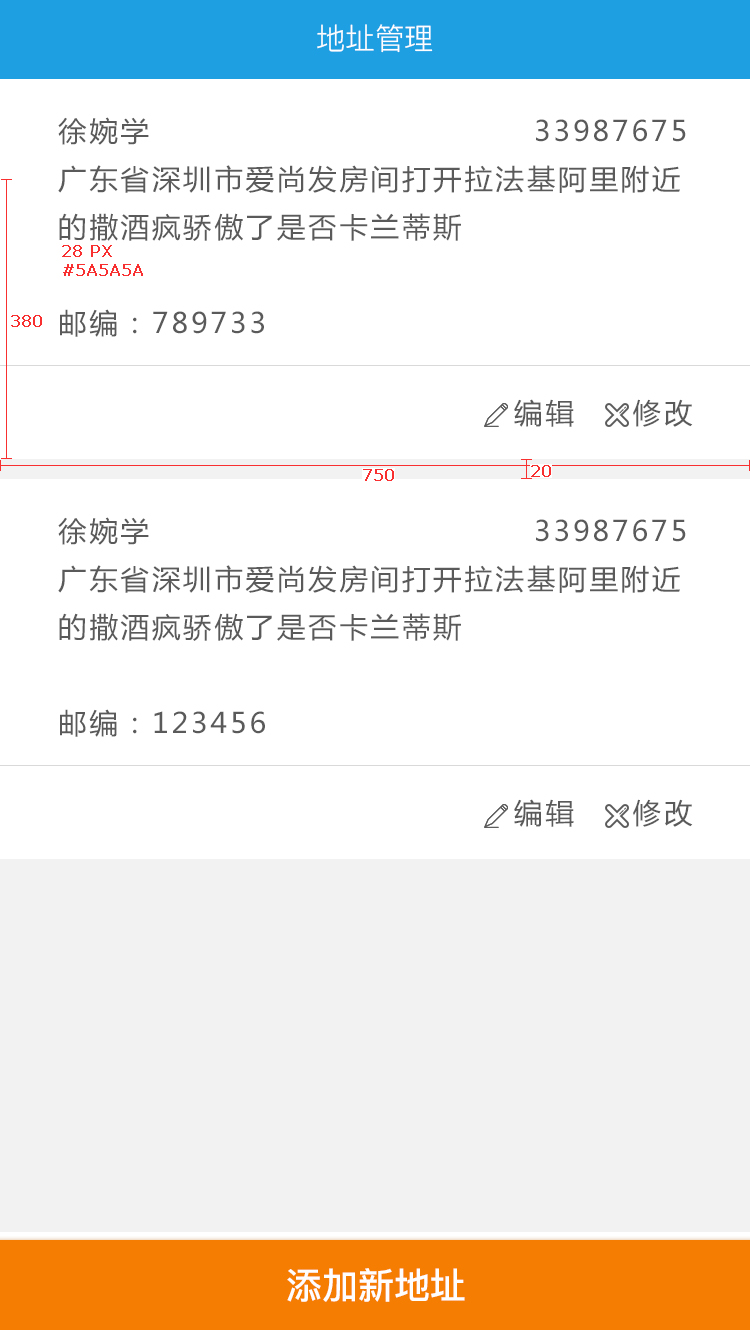 地址管理
徐婉学 33987675
广东省深圳市爱尚发房间打开拉法基阿里附近
的撒酒疯骄傲了是否卡兰蒂斯
28 PX
#5A5A5A
380
邮编：789733
编辑 修改
750 20
徐婉学 33987675
广东省深圳市爱尚发房间打开拉法基阿里附近
的撒酒疯骄傲了是否卡兰蒂斯
邮编：123456
编辑 修改
添加新地址